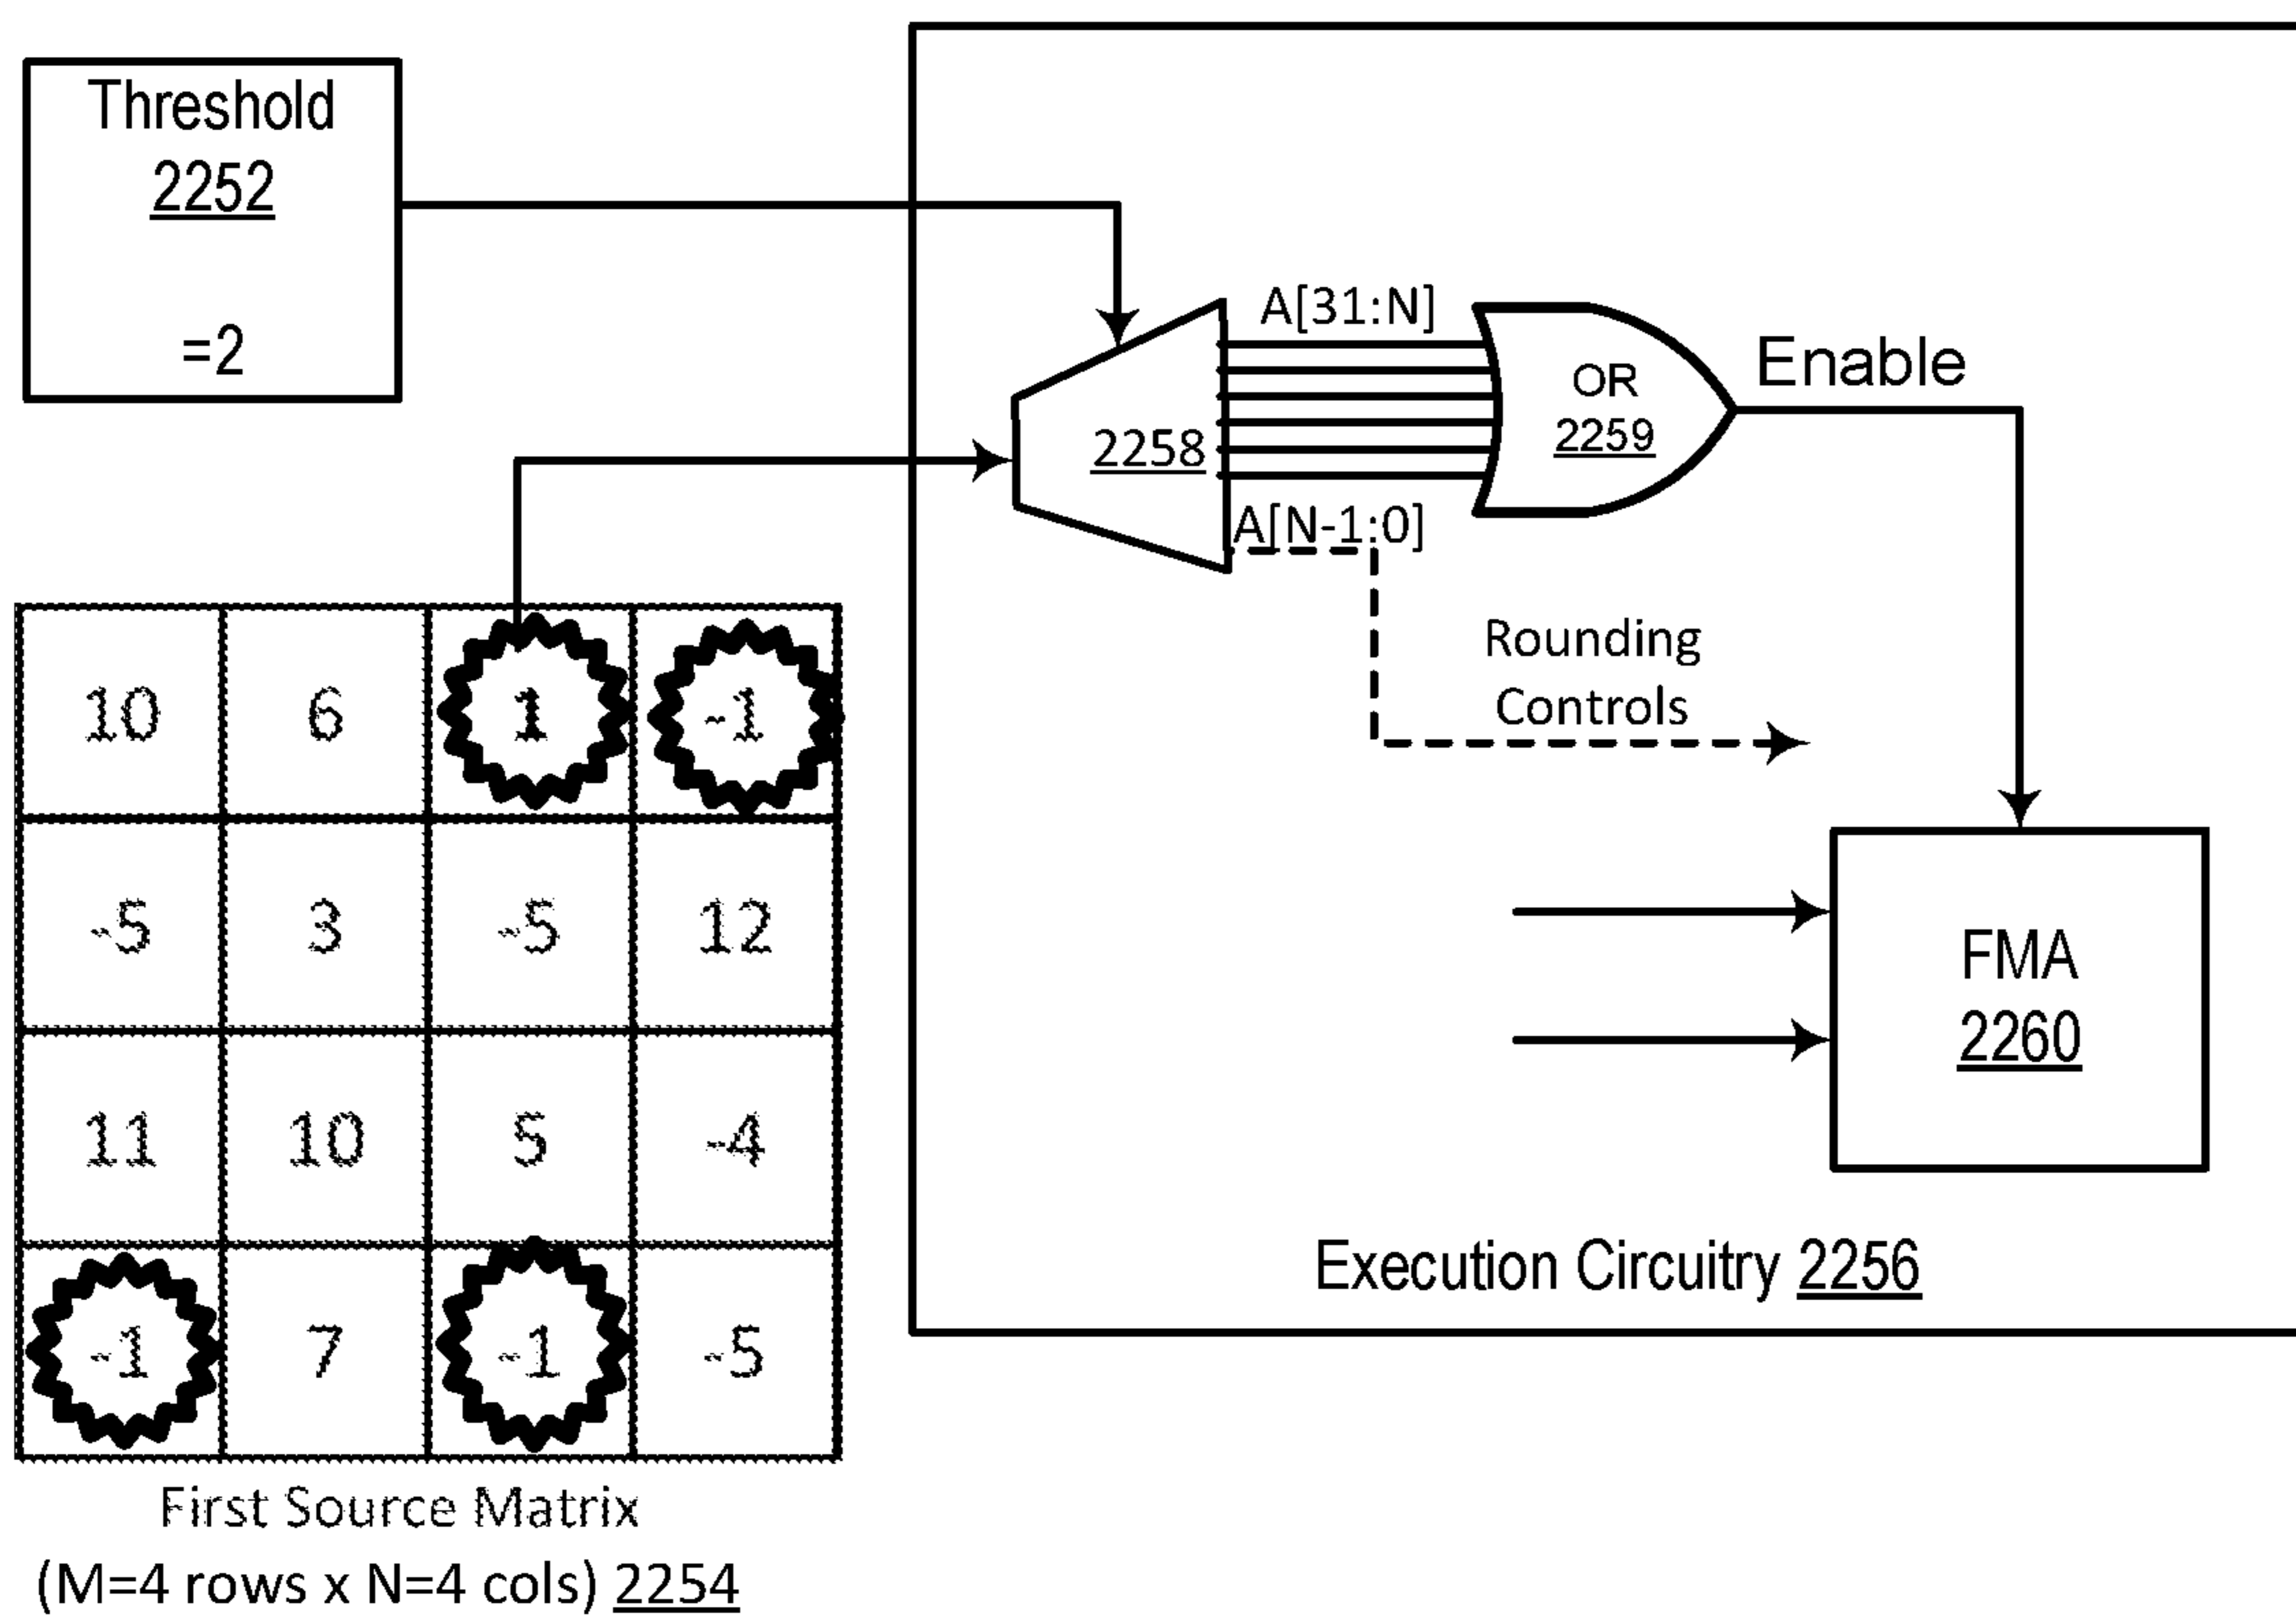 Threshold
2252
=2
A[31:N]
OR
2259
Enable
2258
A[N-1:0]
Rounding
Controls
10 6 1 -1
-5 3 -5 12
11 10 5 -4
-1 7 -1 -5
FMA
2260
Execution Circuitry 2256
First Source Matrix
(M=4 rows x N=4 cols) 2254